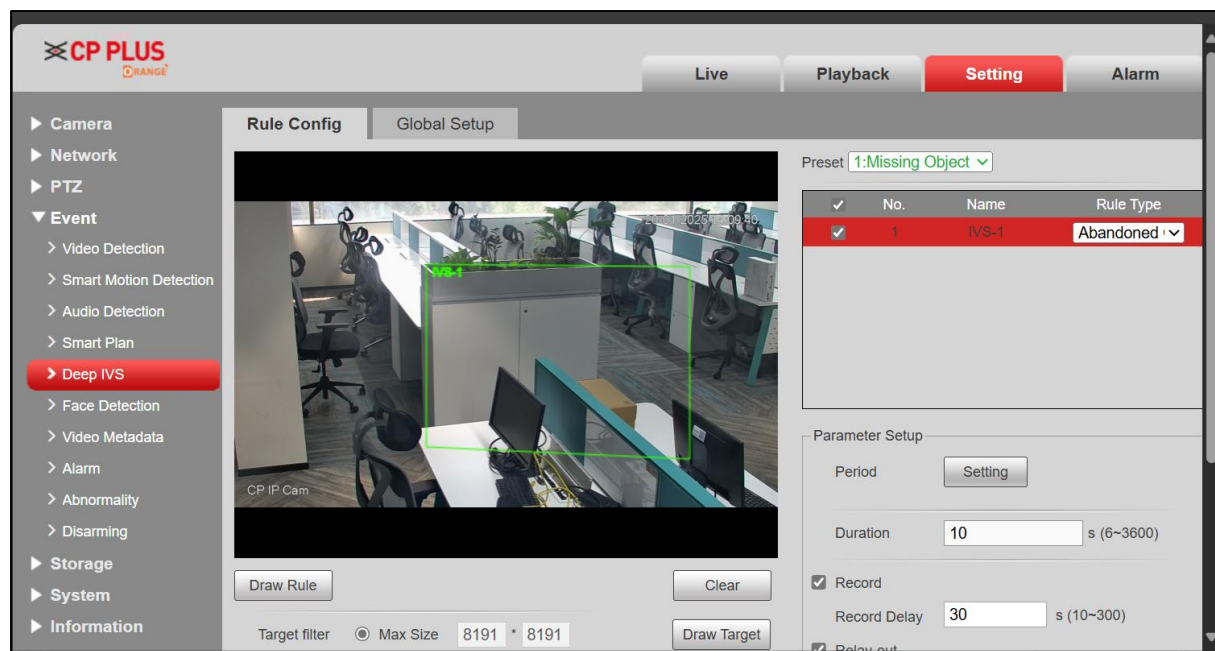 CP PLUS
ORANGE
Live Playback Setting Alarm
Camera
Network
PTZ
Event
Video Detection
Smart Motion Detection
Audio Detection
Smart Plan
Deep IVS
Face Detection
Video Metadata
Alarm
Abnormality
Disarming
Storage
System
Information
Rule Config Global Setup
IVS-1
CP IP Cam
Draw Rule Clear
Target filter Max Size 8191 * 8191 Draw Target
Preset 1:Missing Object
No. Name Rule Type
1 IVS-1 Abandoned
Parameter Setup
Period Setting
Duration 10 s (6~3600)
Record
Record Delay 30 s (10~300)
Relay-out